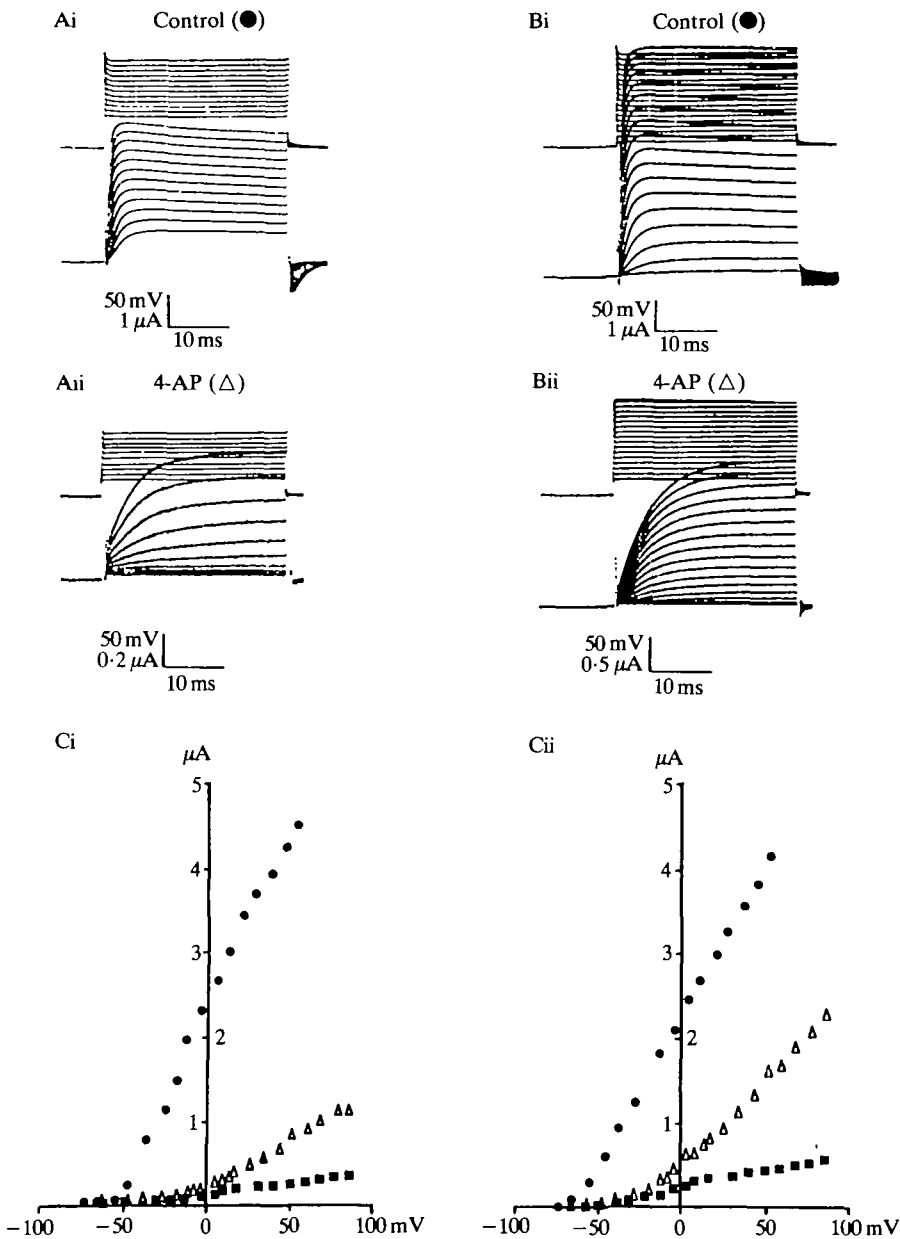 Ai Control (●)
Bi Control (●)
50 mV
1 μA
10 ms
50 mV
1 μA
10 ms
Aii 4-AP (△)
Bii 4-AP (△)
50 mV
0·2 μA
10 ms
50 mV
0·5 μA
10 ms
Ci
μA
5
4
3
2
1
−100 −50 0 50 100 mV
Cii
μA
5
4
3
2
1
−100 −50 0 50 100 mV